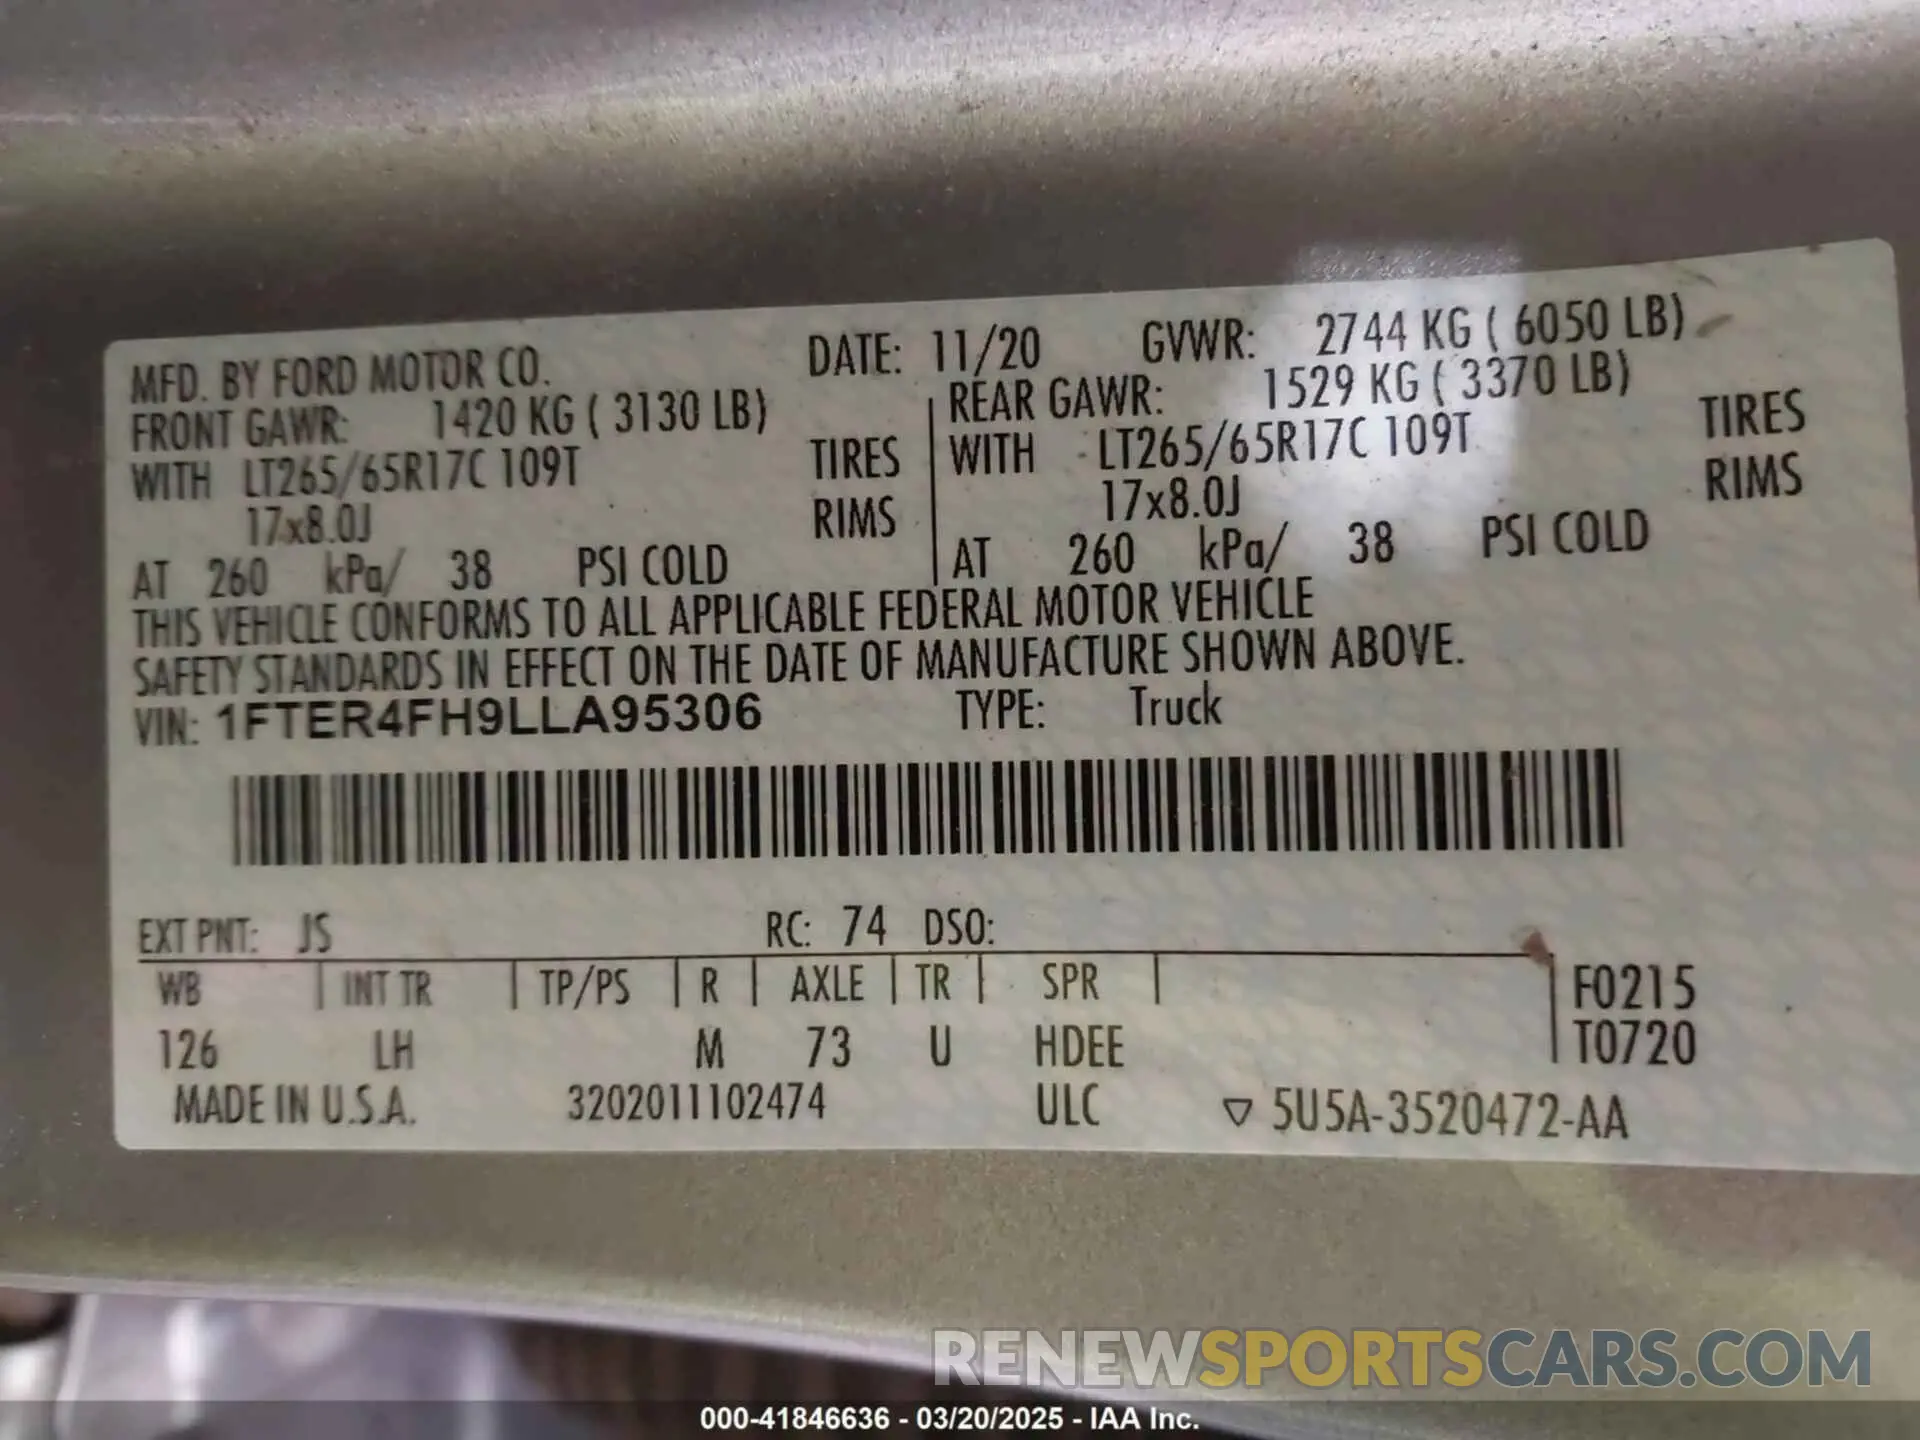 MFD. BY FORD MOTOR CO. DATE: 11/20 GVWR: 2744 KG ( 6050 LB)
FRONT GAWR: 1420 KG ( 3130 LB) REAR GAWR: 1529 KG ( 3370 LB)
WITH LT265/65R17C 109T TIRES WITH LT265/65R17C 109T TIRES
17x8.0J RIMS 17x8.0J RIMS
AT 260 kPa/ 38 PSI COLD AT 260 kPa/ 38 PSI COLD
THIS VEHICLE CONFORMS TO ALL APPLICABLE FEDERAL MOTOR VEHICLE
SAFETY STANDARDS IN EFFECT ON THE DATE OF MANUFACTURE SHOWN ABOVE.
VIN: 1FTER4FH9LLA95306 TYPE: Truck
EXT PNT: JS RC: 74 DSO:
WB INT TR TP/PS R AXLE TR SPR F0215
126 LH M 73 U HDEE T0720
MADE IN U.S.A. 3202011102474 ULC ▽ 5U5A-3520472-AA
RENEWSPORTSCARS.COM
000-41846636 - 03/20/2025 - IAA Inc.